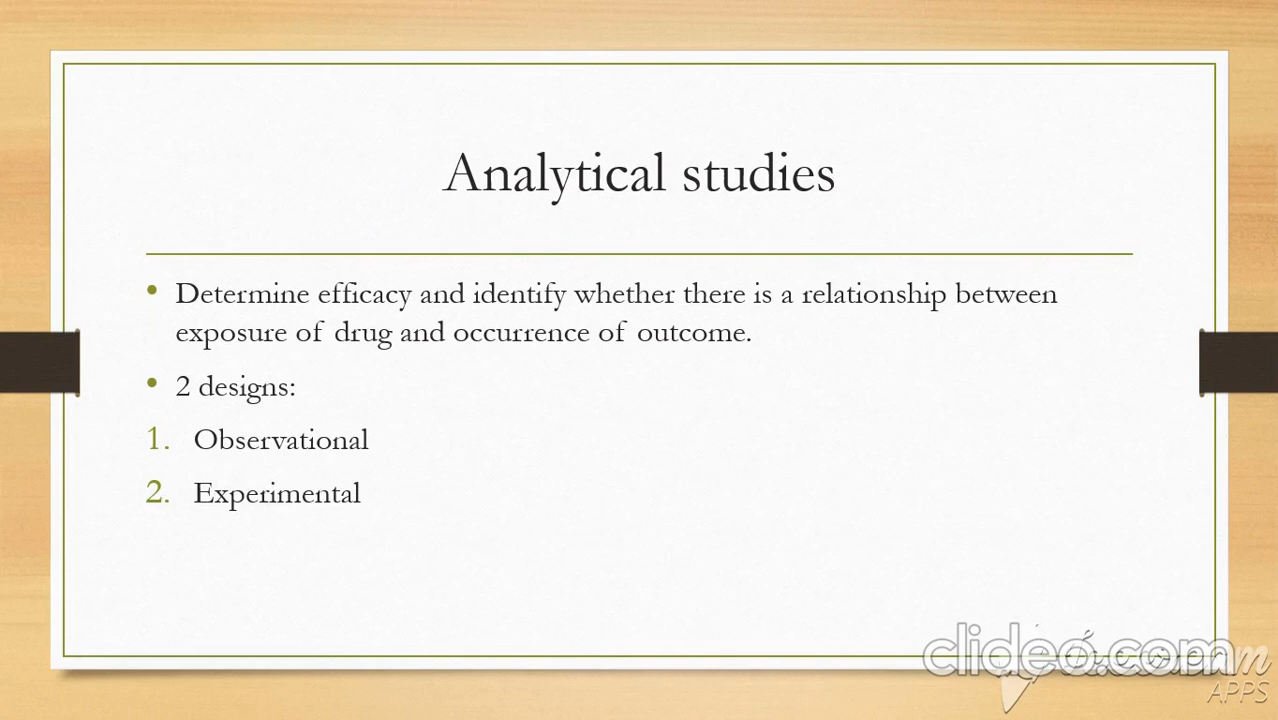 Analytical studies
• Determine efficacy and identify whether there is a relationship between
exposure of drug and occurrence of outcome.
• 2 designs:
1. Observational
2. Experimental
clideo.com
APPS